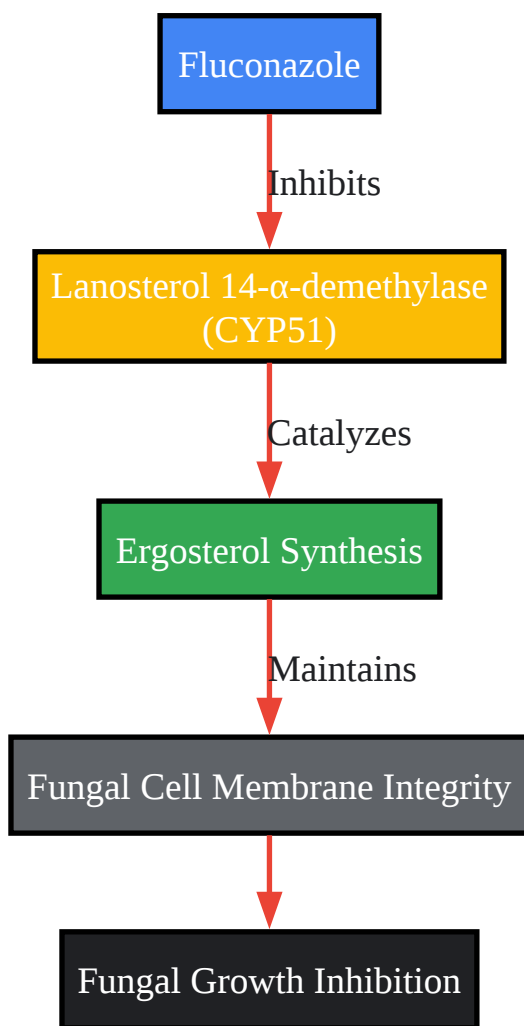 Fluconazole
Inhibits
Lanosterol 14-α-demethylase
(CYP51)
Catalyzes
Ergosterol Synthesis
Maintains
Fungal Cell Membrane Integrity
Fungal Growth Inhibition